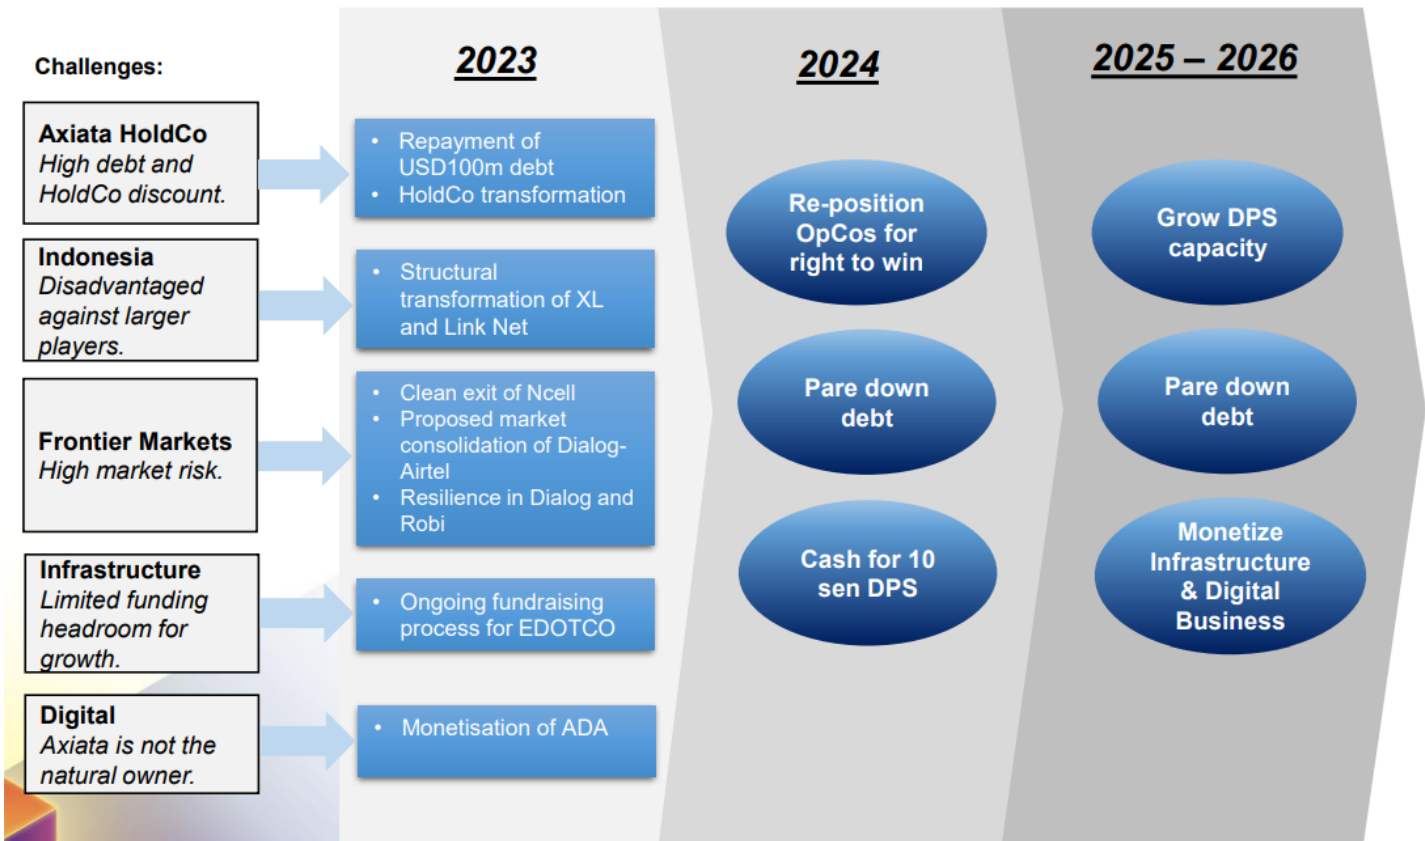 Challenges:
2023
2024
2025 – 2026
Axiata HoldCo
High debt and
HoldCo discount.
• Repayment of
USD100m debt
• HoldCo transformation
Indonesia
Disadvantaged
against larger
players.
• Structural
transformation of XL
and Link Net
Frontier Markets
High market risk.
• Clean exit of Ncell
• Proposed market
consolidation of Dialog-
Airtel
• Resilience in Dialog and
Robi
Infrastructure
Limited funding
headroom for
growth.
• Ongoing fundraising
process for EDOTCO
Digital
Axiata is not the
natural owner.
• Monetisation of ADA
Re-position
OpCos for
right to win
Pare down
debt
Cash for 10
sen DPS
Grow DPS
capacity
Pare down
debt
Monetize
Infrastructure
& Digital
Business